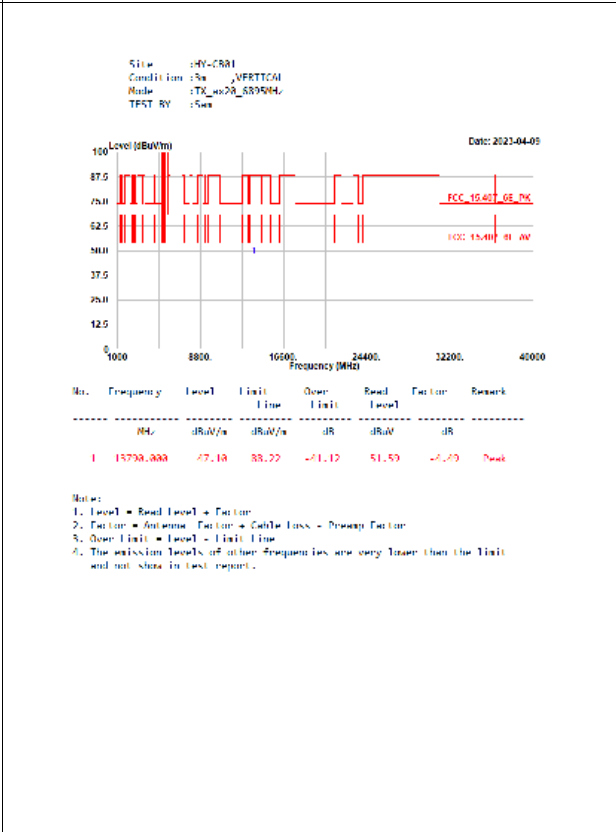 Site :HY-CB01
Condition :3m ,VERTICAL
Mode :TX_ax20_6895MHz
TEST BY :Sam
Level (dBuV/m)
Date: 2023-04-09
100
87.5
75.0
62.5
50.0
37.5
25.0
12.5
0
FCC_15.407_6E_PK
FCC_15.407_6E_AV
1000 8800. 16600. 24400. 32200. 40000
Frequency (MHz)
No. Frequency Level Limit Over Read Factor Remark
Line Limit Level
MHz dBuV/m dBuV/m dB dBuV dB
1 13790.000 47.10 88.22 -41.12 51.59 -4.49 Peak
Note:
1. Level = Read Level + Factor
2. Factor = Antenna Factor + Cable Loss - Preamp Factor
3. Over Limit = Level - Limit Line
4. The emission levels of other frequencies are very lower than the limit
and not show in test report.